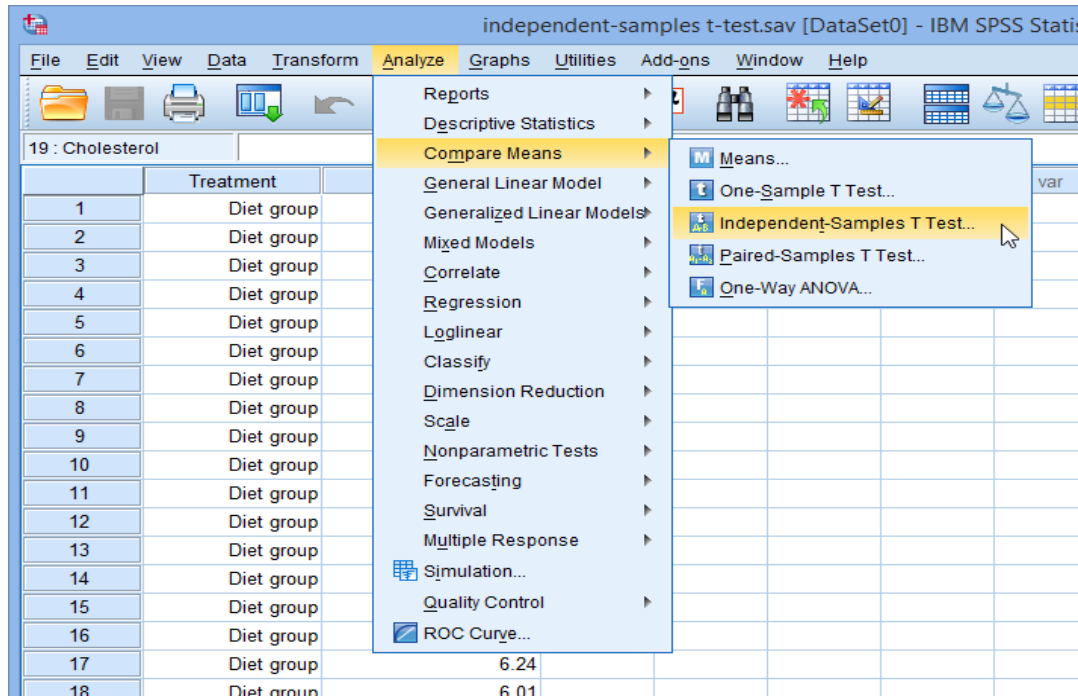 independent-samples t-test.sav [DataSet0] - IBM SPSS Statis
File Edit View Data Transform Analyze Graphs Utilities Add-ons Window Help
19 : Cholesterol
Reports
Descriptive Statistics
Compare Means
General Linear Model
Generalized Linear Models
Mixed Models
Correlate
Regression
Loglinear
Classify
Dimension Reduction
Scale
Nonparametric Tests
Forecasting
Survival
Multiple Response
Simulation...
Quality Control
ROC Curve...
Means...
One-Sample T Test...
Independent-Samples T Test...
Paired-Samples T Test...
One-Way ANOVA...
Treatment var
1 Diet group
2 Diet group
3 Diet group
4 Diet group
5 Diet group
6 Diet group
7 Diet group
8 Diet group
9 Diet group
10 Diet group
11 Diet group
12 Diet group
13 Diet group
14 Diet group
15 Diet group
16 Diet group
17 Diet group 6.24
18 Diet group 6.01